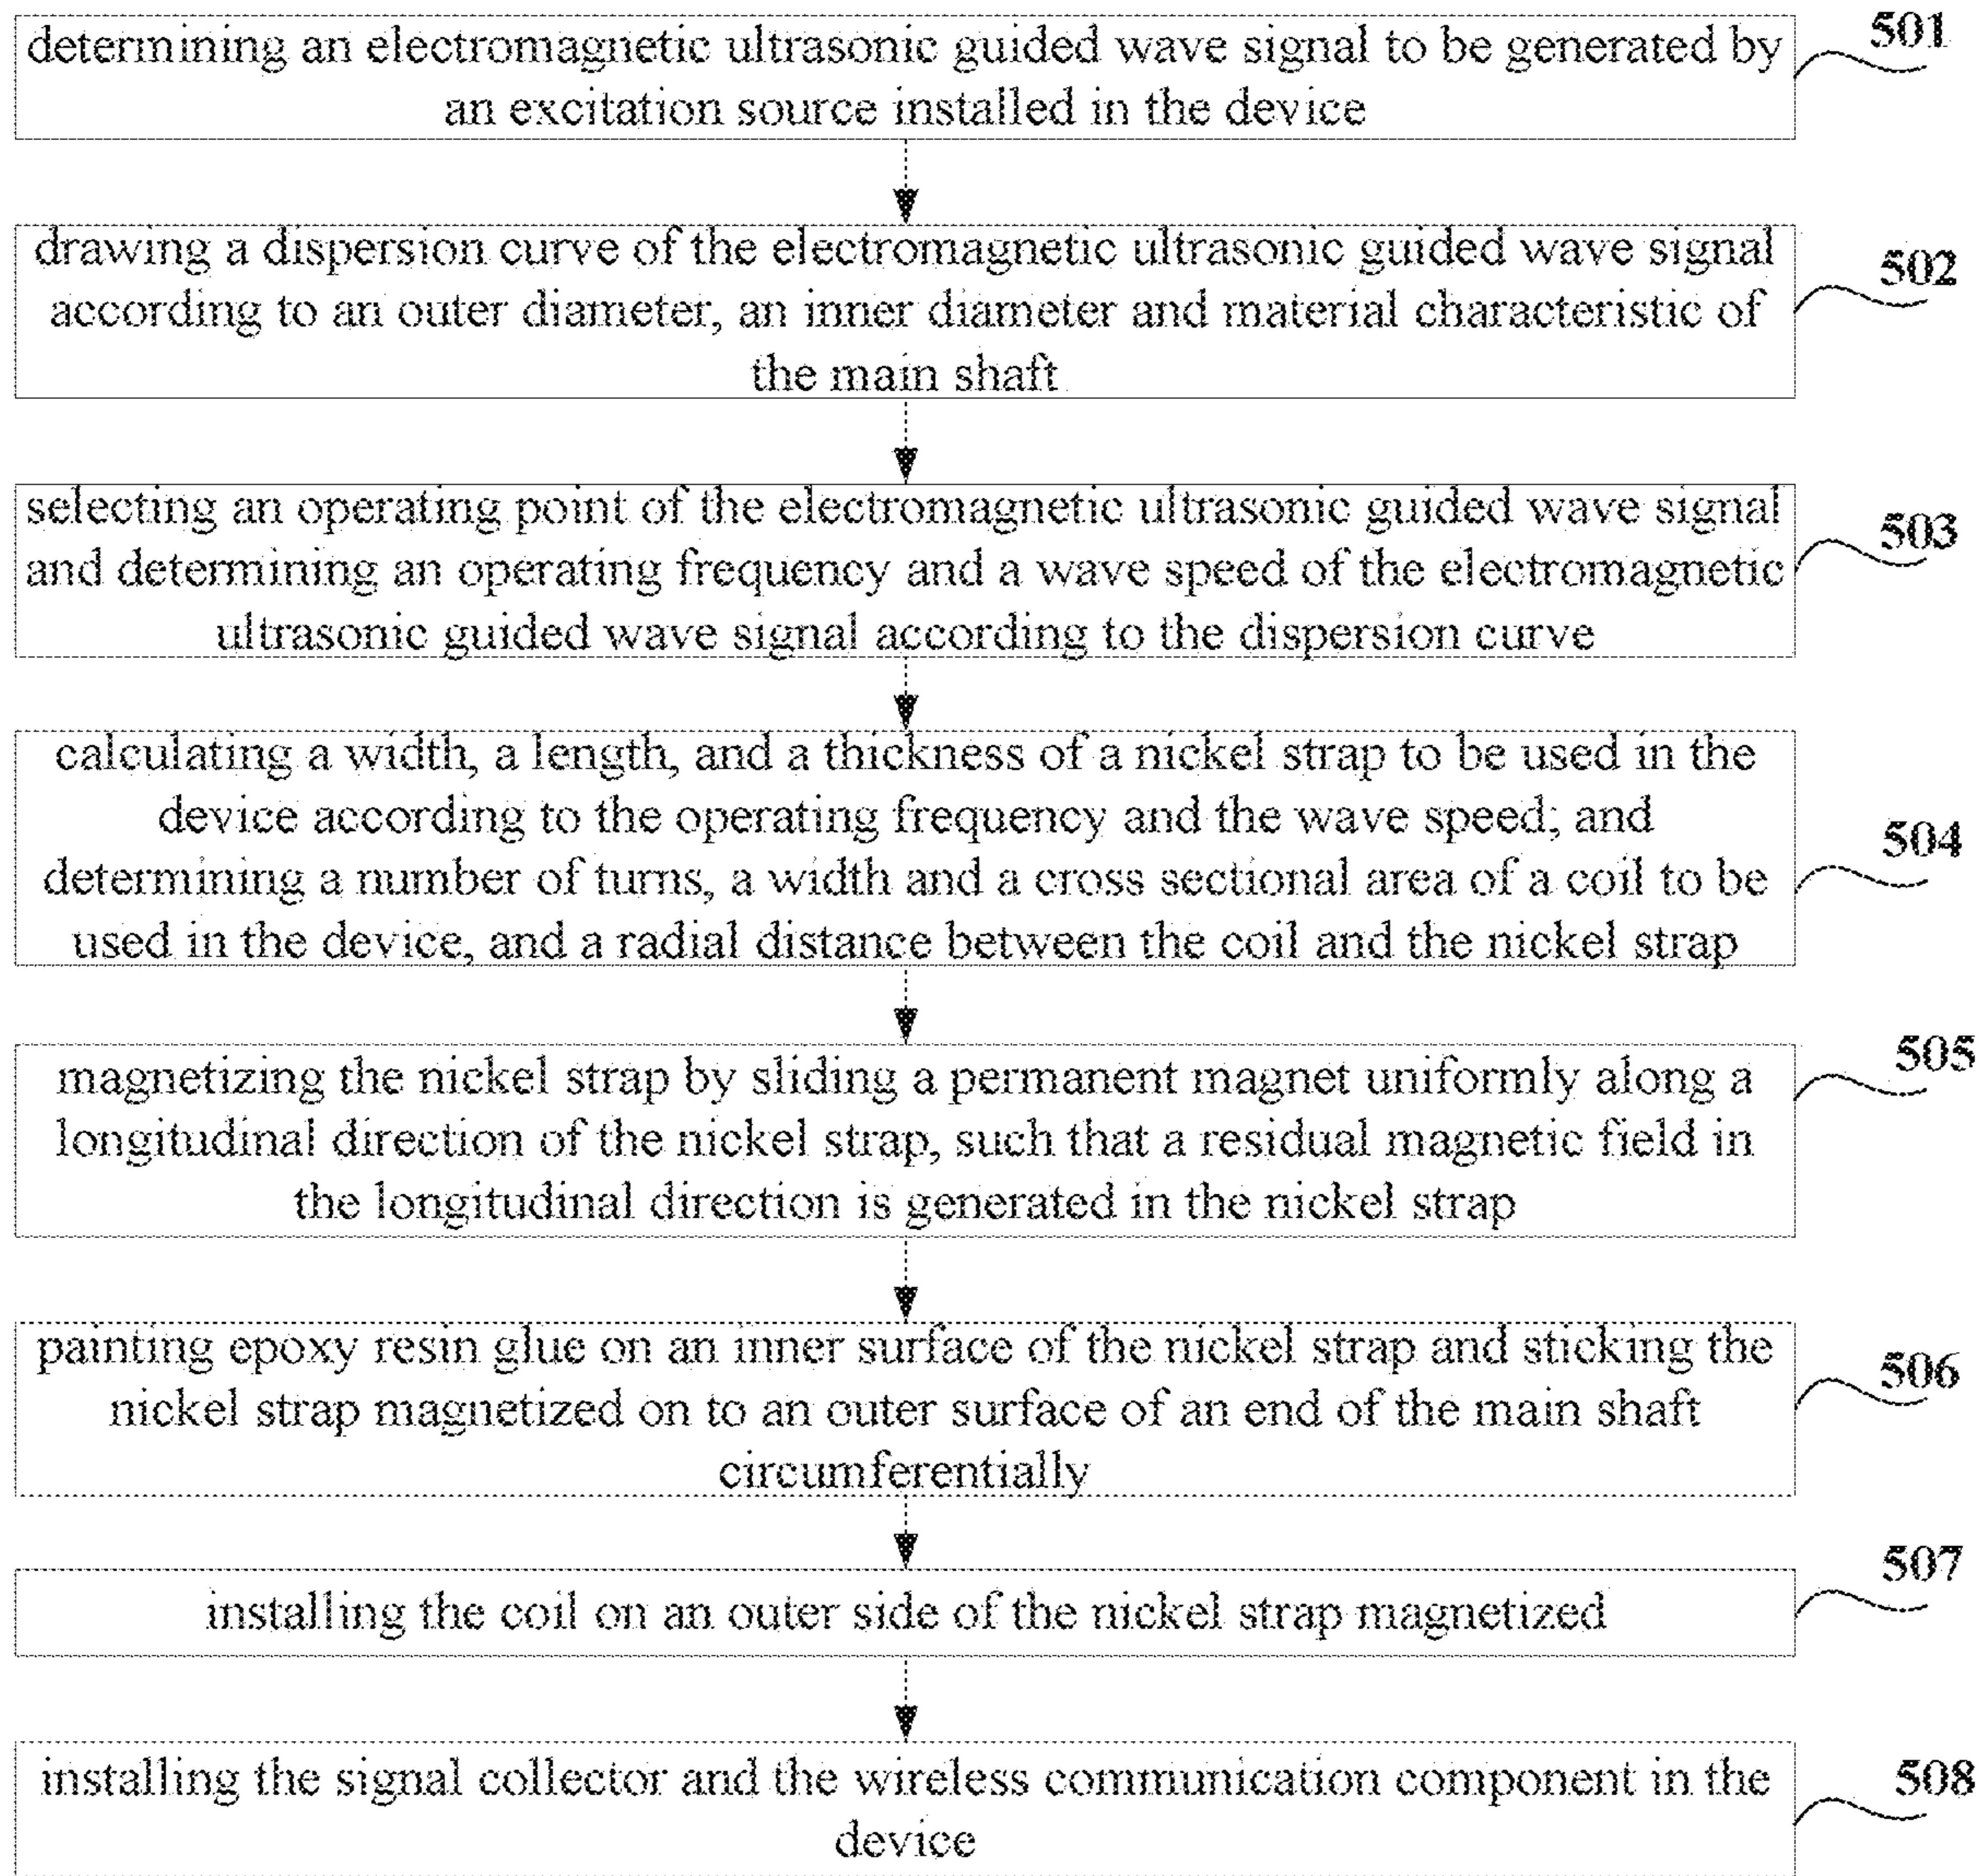 determining an electromagnetic ultrasonic guided wave signal to be generated by
an excitation source installed in the device
501
drawing a dispersion curve of the electromagnetic ultrasonic guided wave signal
according to an outer diameter, an inner diameter and material characteristic of
the main shaft
502
selecting an operating point of the electromagnetic ultrasonic guided wave signal
and determining an operating frequency and a wave speed of the electromagnetic
ultrasonic guided wave signal according to the dispersion curve
503
calculating a width, a length, and a thickness of a nickel strap to be used in the
device according to the operating frequency and the wave speed; and
determining a number of turns, a width and a cross sectional area of a coil to be
used in the device, and a radial distance between the coil and the nickel strap
504
magnetizing the nickel strap by sliding a permanent magnet uniformly along a
longitudinal direction of the nickel strap, such that a residual magnetic field in
the longitudinal direction is generated in the nickel strap
505
painting epoxy resin glue on an inner surface of the nickel strap and sticking the
nickel strap magnetized on to an outer surface of an end of the main shaft
circumferentially
506
installing the coil on an outer side of the nickel strap magnetized
507
installing the signal collector and the wireless communication component in the
device
508